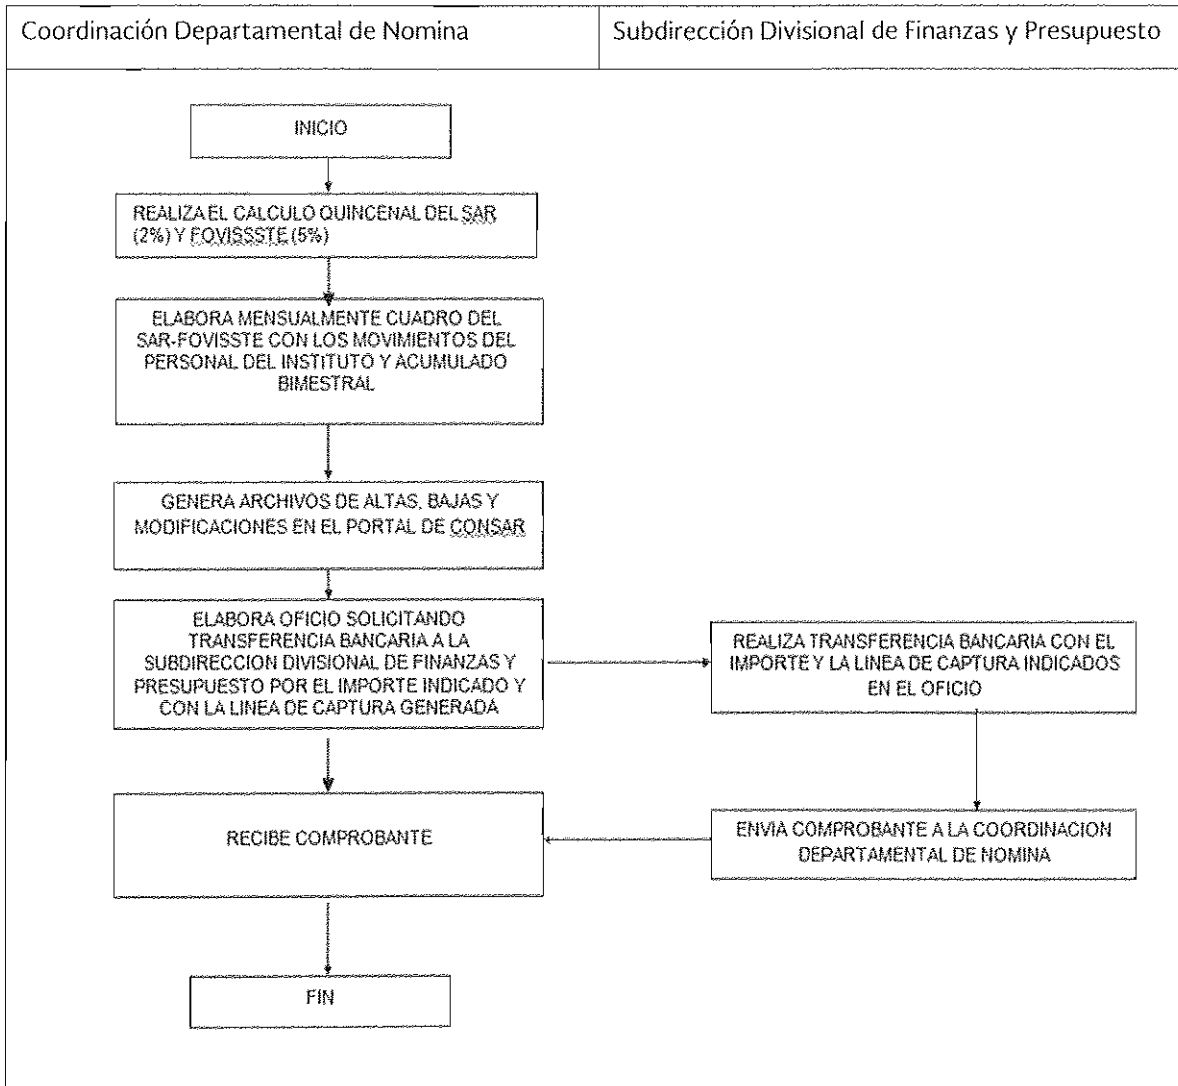 Coordinación Departamental de Nomina
Subdirección Divisional de Finanzas y Presupuesto
INICIO
REALIZA EL CALCULO QUINCENAL DEL SAR
(2%) Y FOVISSSTE (5%)
ELABORA MENSUALMENTE CUADRO DEL
SAR-FOVISSTE CON LOS MOVIMIENTOS DEL
PERSONAL DEL INSTITUTO Y ACUMULADO
BIMESTRAL
GENERA ARCHIVOS DE ALTAS, BAJAS Y
MODIFICACIONES EN EL PORTAL DE CONSAR
ELABORA OFICIO SOLICITANDO
TRANSFERENCIA BANCARIA A LA
SUBDIRECCION DIVISIONAL DE FINANZAS Y
PRESUPUESTO POR EL IMPORTE INDICADO Y
CON LA LINEA DE CAPTURA GENERADA
REALIZA TRANSFERENCIA BANCARIA CON EL
IMPORTE Y LA LINEA DE CAPTURA INDICADOS
EN EL OFICIO
RECIBE COMPROBANTE
ENVIA COMPROBANTE A LA COORDINACION
DEPARTAMENTAL DE NOMINA
FIN